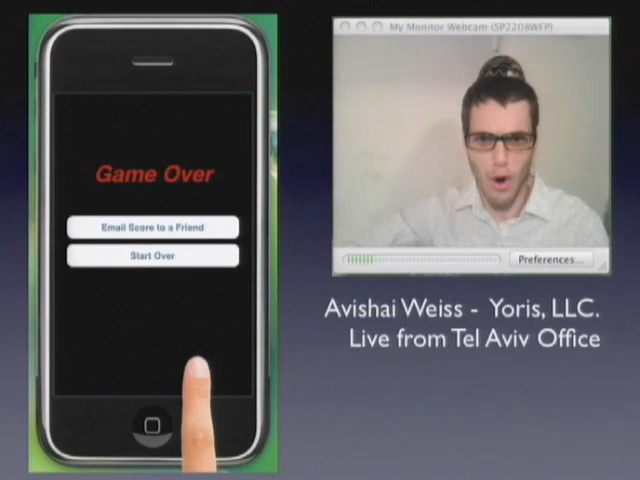 Game Over
Email Score to a Friend
Start Over
My Monitor Webcam (SP2208WFP)
Preferences...
Avishai Weiss - Yoris, LLC.
Live from Tel Aviv Office